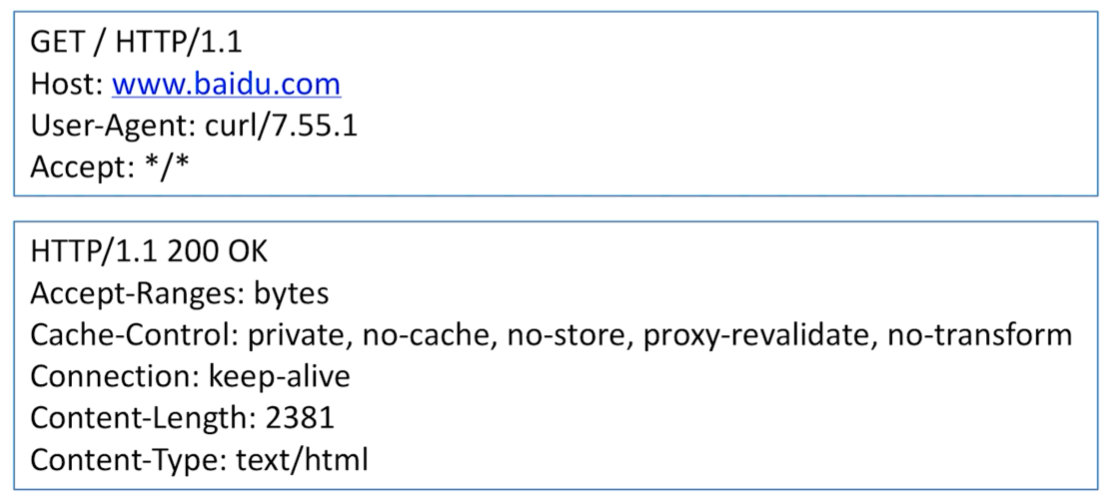 GET / HTTP/1.1
Host: www.baidu.com
User-Agent: curl/7.55.1
Accept: */*
HTTP/1.1 200 OK
Accept-Ranges: bytes
Cache-Control: private, no-cache, no-store, proxy-revalidate, no-transform
Connection: keep-alive
Content-Length: 2381
Content-Type: text/html